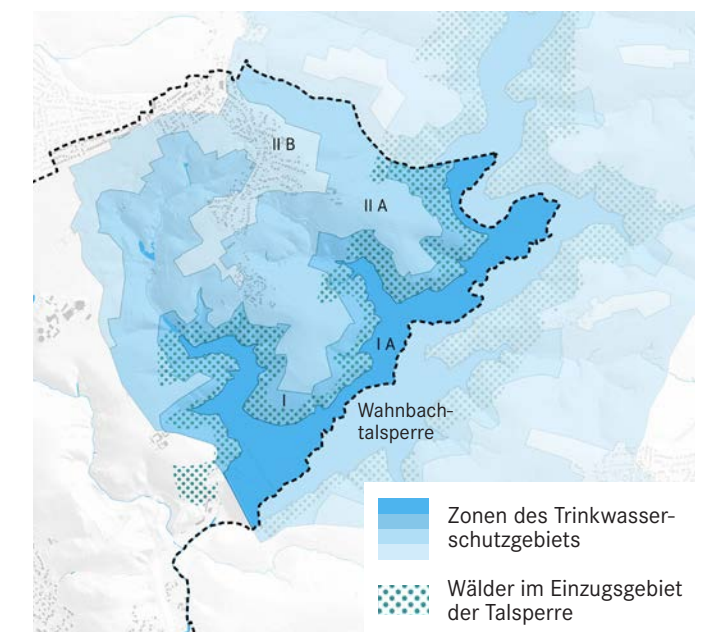 II B
II A
I A
I
Wahnbach-
talsperre
Zonen des Trinkwasser-
schutzgebiets
Wälder im Einzugsgebiet
der Talsperre